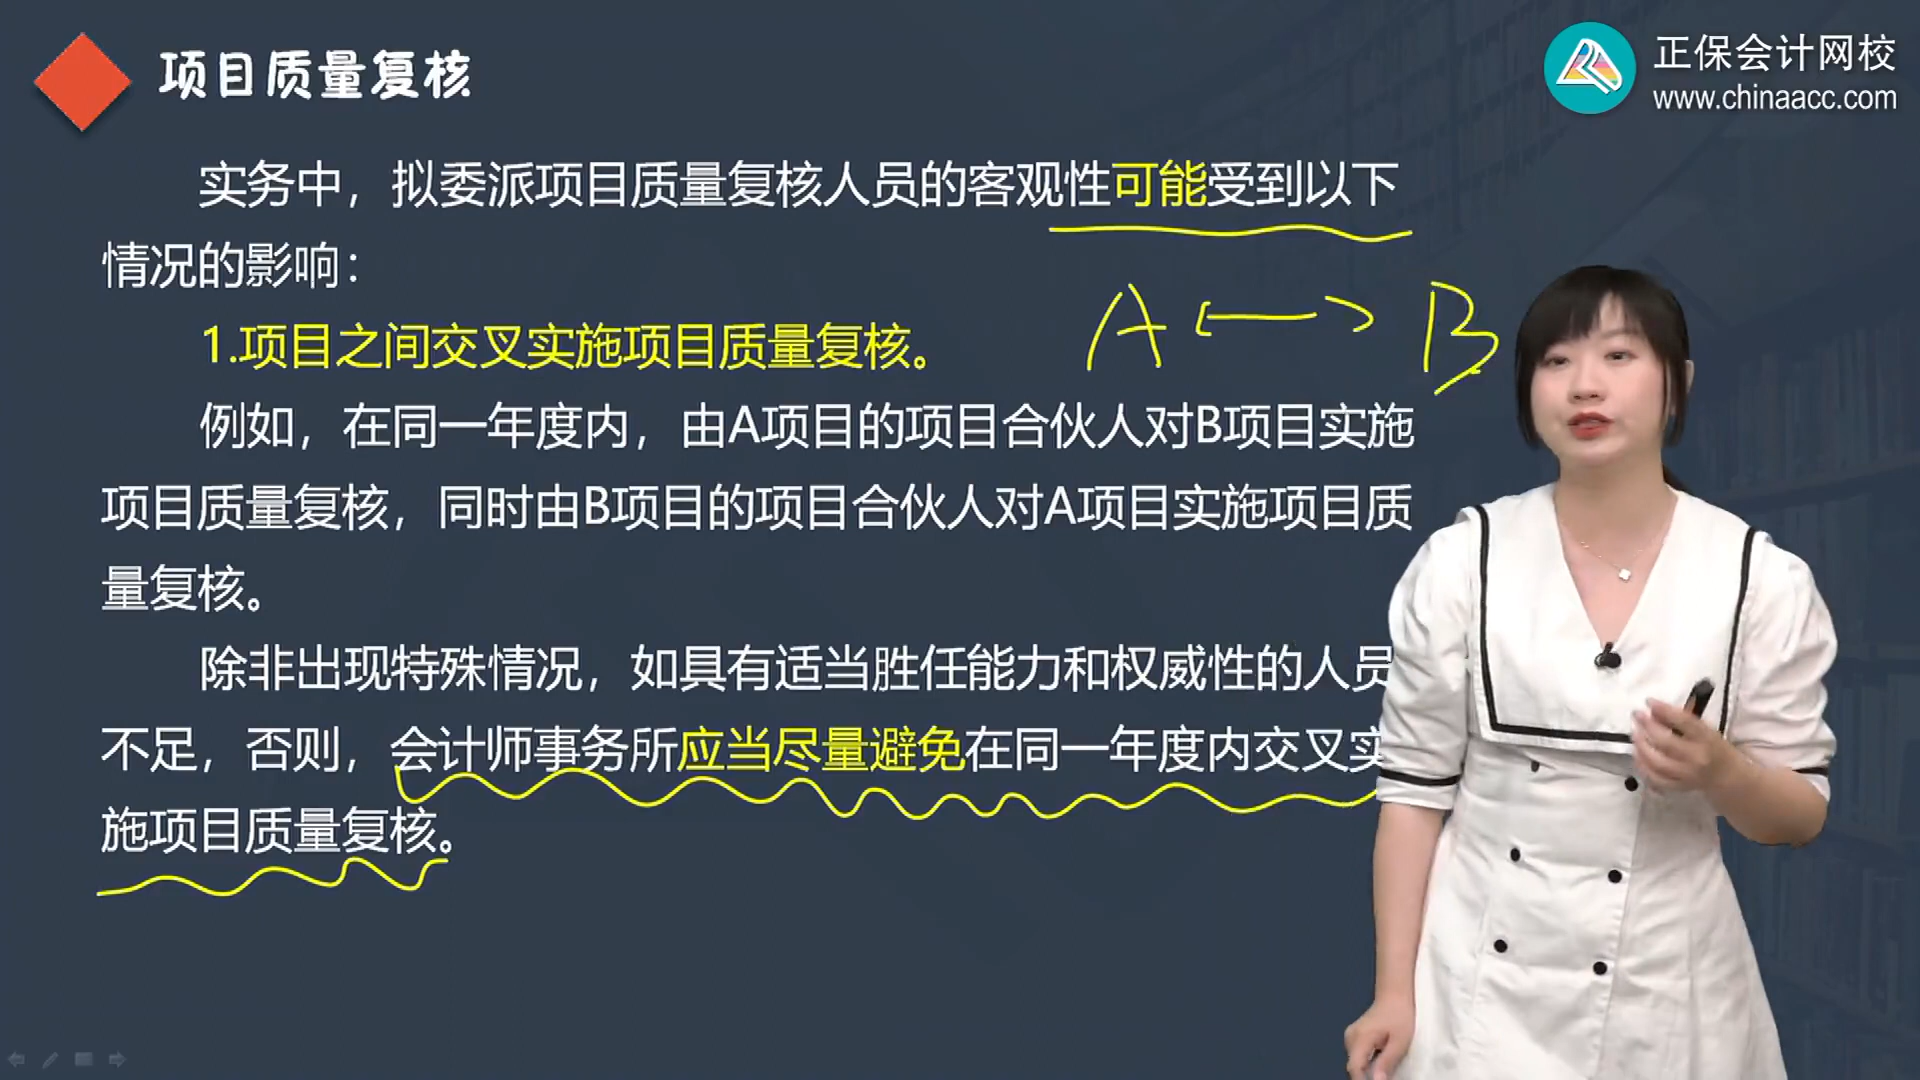 项目质量复核
正保会计网校
www.chinaacc.com
实务中，拟委派项目质量复核人员的客观性可能受到以下
情况的影响：
1.项目之间交叉实施项目质量复核。
A ←→ B
例如，在同一年度内，由A项目的项目合伙人对B项目实施
项目质量复核，同时由B项目的项目合伙人对A项目实施项目质
量复核。
除非出现特殊情况，如具有适当胜任能力和权威性的人员
不足，否则，会计师事务所应当尽量避免在同一年度内交叉实
施项目质量复核。